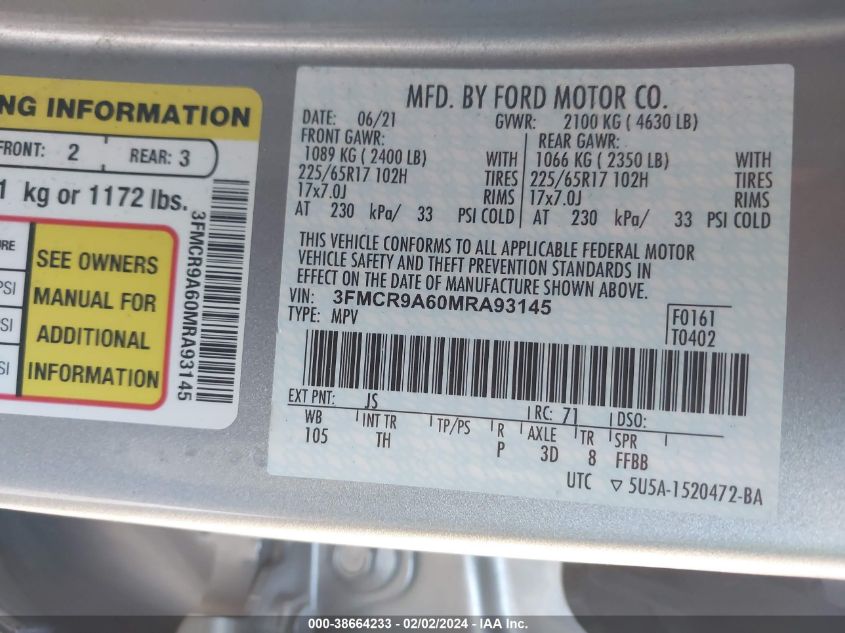 NG INFORMATION
FRONT: 2 REAR: 3
1 kg or 1172 lbs.
SEE OWNERS
MANUAL FOR
ADDITIONAL
INFORMATION
URE
PSI
SI
SI
3FMCR9A60MRA93145
MFD. BY FORD MOTOR CO.
DATE: 06/21 GVWR: 2100 KG ( 4630 LB)
FRONT GAWR: REAR GAWR:
1089 KG ( 2400 LB) WITH 1066 KG ( 2350 LB) WITH
225/65R17 102H TIRES 225/65R17 102H TIRES
17x7.0J RIMS 17x7.0J RIMS
AT 230 kPa/ 33 PSI COLD AT 230 kPa/ 33 PSI COLD
THIS VEHICLE CONFORMS TO ALL APPLICABLE FEDERAL MOTOR
VEHICLE SAFETY AND THEFT PREVENTION STANDARDS IN
EFFECT ON THE DATE OF MANUFACTURE SHOWN ABOVE.
VIN: 3FMCR9A60MRA93145
TYPE: MPV
F0161
T0402
EXT PNT: JS RC: 71 DSO:
WB INT TR TP/PS R AXLE TR SPR
105 TH P 3D 8 FFBB
UTC ▽ 5U5A-1520472-BA
000-38664233 - 02/02/2024 - IAA Inc.